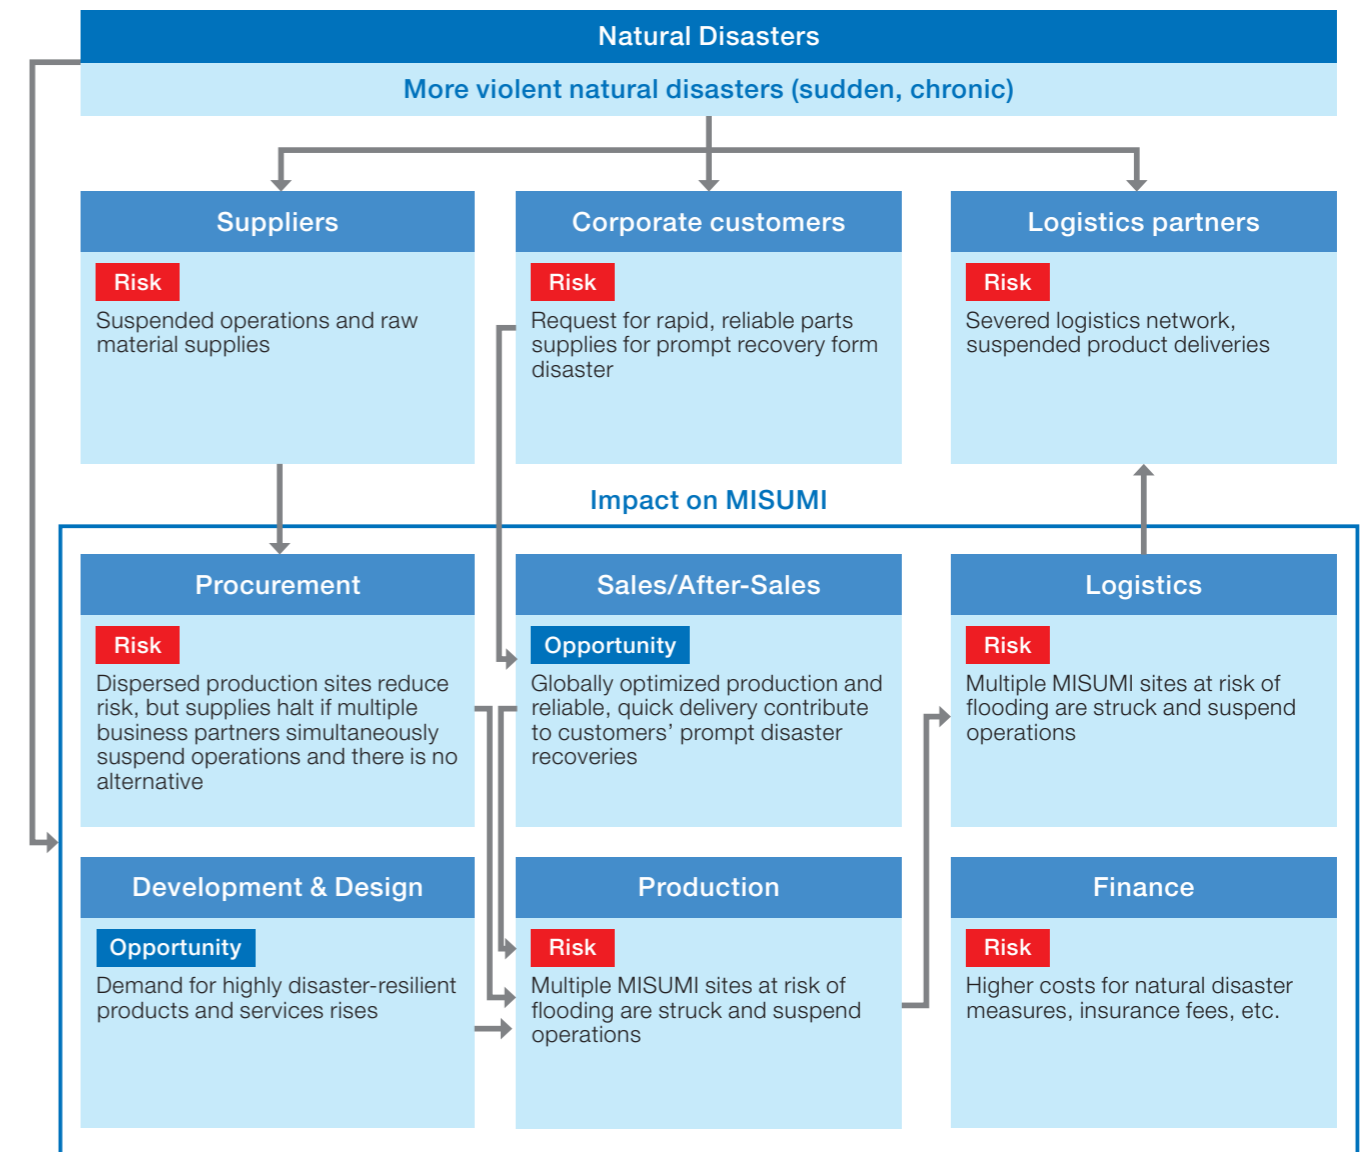 Natural Disasters
More violent natural disasters (sudden, chronic)
Suppliers
Risk
Suspended operations and raw
material supplies
Corporate customers
Risk
Request for rapid, reliable parts
supplies for prompt recovery form
disaster
Logistics partners
Risk
Severed logistics network,
suspended product deliveries
Impact on MISUMI
Procurement
Risk
Dispersed production sites reduce
risk, but supplies halt if multiple
business partners simultaneously
suspend operations and there is no
alternative
Sales/After-Sales
Opportunity
Globally optimized production and
reliable, quick delivery contribute
to customers’ prompt disaster
recoveries
Logistics
Risk
Multiple MISUMI sites at risk of
flooding are struck and suspend
operations
Development & Design
Opportunity
Demand for highly disaster-resilient
products and services rises
Production
Risk
Multiple MISUMI sites at risk of
flooding are struck and suspend
operations
Finance
Risk
Higher costs for natural disaster
measures, insurance fees, etc.